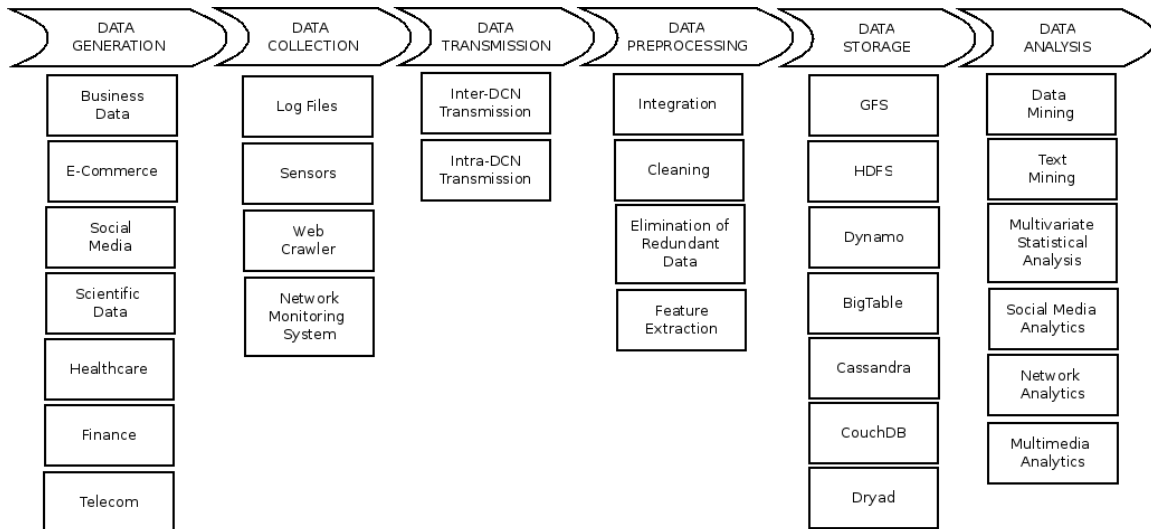 DATA
GENERATION
DATA
COLLECTION
DATA
TRANSMISSION
DATA
PREPROCESSING
DATA
STORAGE
DATA
ANALYSIS
Business
Data
E-Commerce
Social
Media
Scientific
Data
Healthcare
Finance
Telecom
Log Files
Sensors
Web
Crawler
Network
Monitoring
System
Inter-DCN
Transmission
Intra-DCN
Transmission
Integration
Cleaning
Elimination of
Redundant
Data
Feature
Extraction
GFS
HDFS
Dynamo
BigTable
Cassandra
CouchDB
Dryad
Data
Mining
Text
Mining
Multivariate
Statistical
Analysis
Social Media
Analytics
Network
Analytics
Multimedia
Analytics